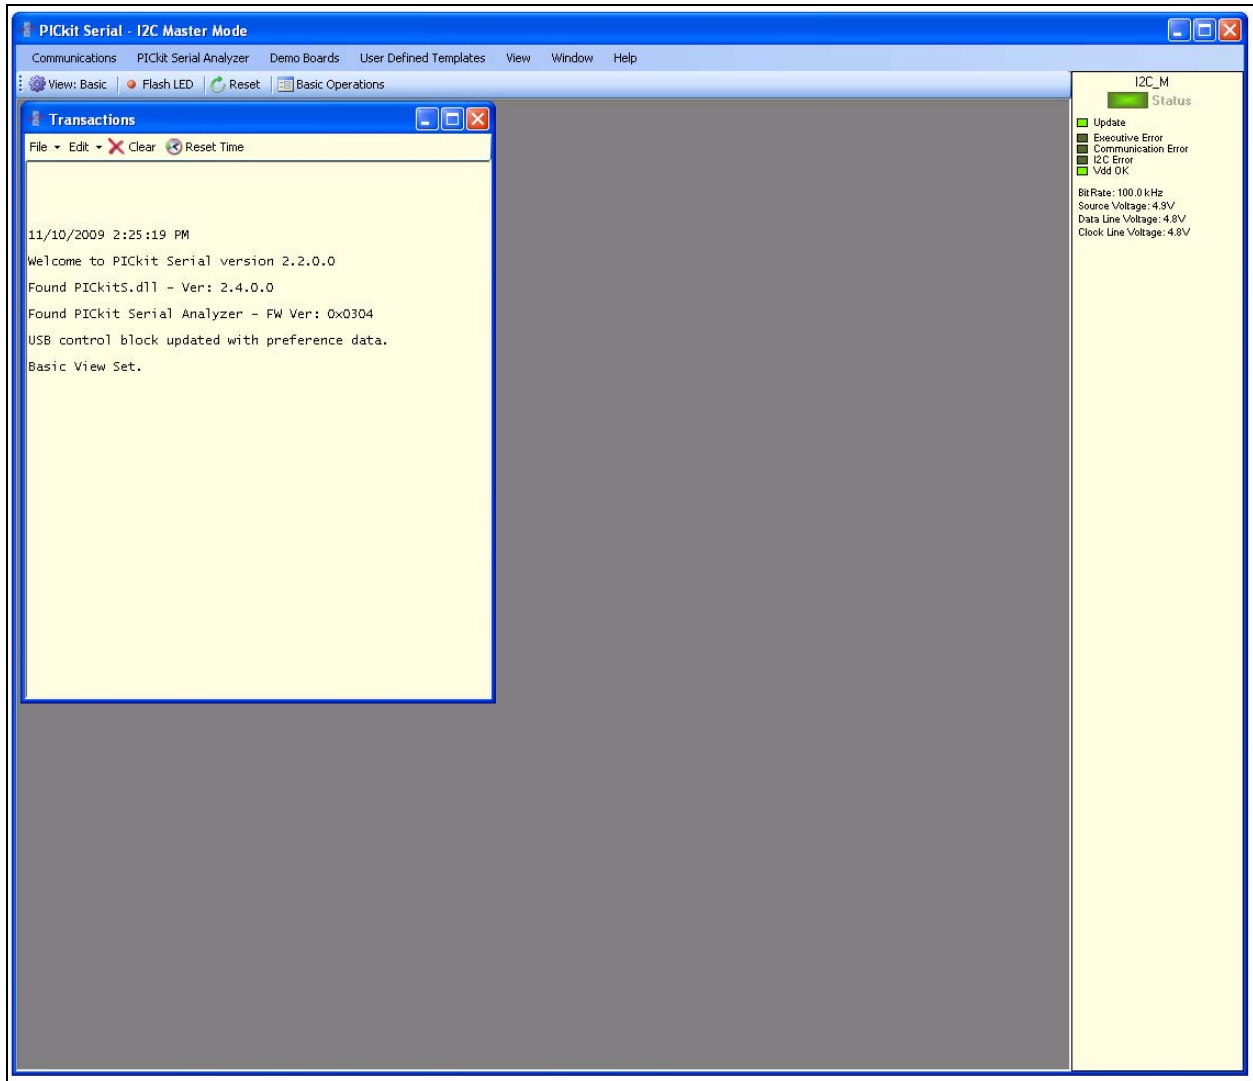 PICkit Serial - I2C Master Mode
Communications PICkit Serial Analyzer Demo Boards User Defined Templates View Window Help
View: Basic Flash LED Reset Basic Operations
Transactions
File Edit Clear Reset Time
11/10/2009 2:25:19 PM
Welcome to PICkit Serial version 2.2.0.0
Found PICkitS.dll - Ver: 2.4.0.0
Found PICkit Serial Analyzer - FW Ver: 0x0304
USB control block updated with preference data.
Basic View Set.
I2C_M
Status
Update
Executive Error
Communication Error
I2C Error
Vdd OK
BitRate: 100.0 kHz
Source Voltage: 4.9V
Data Line Voltage: 4.8V
Clock Line Voltage: 4.8V